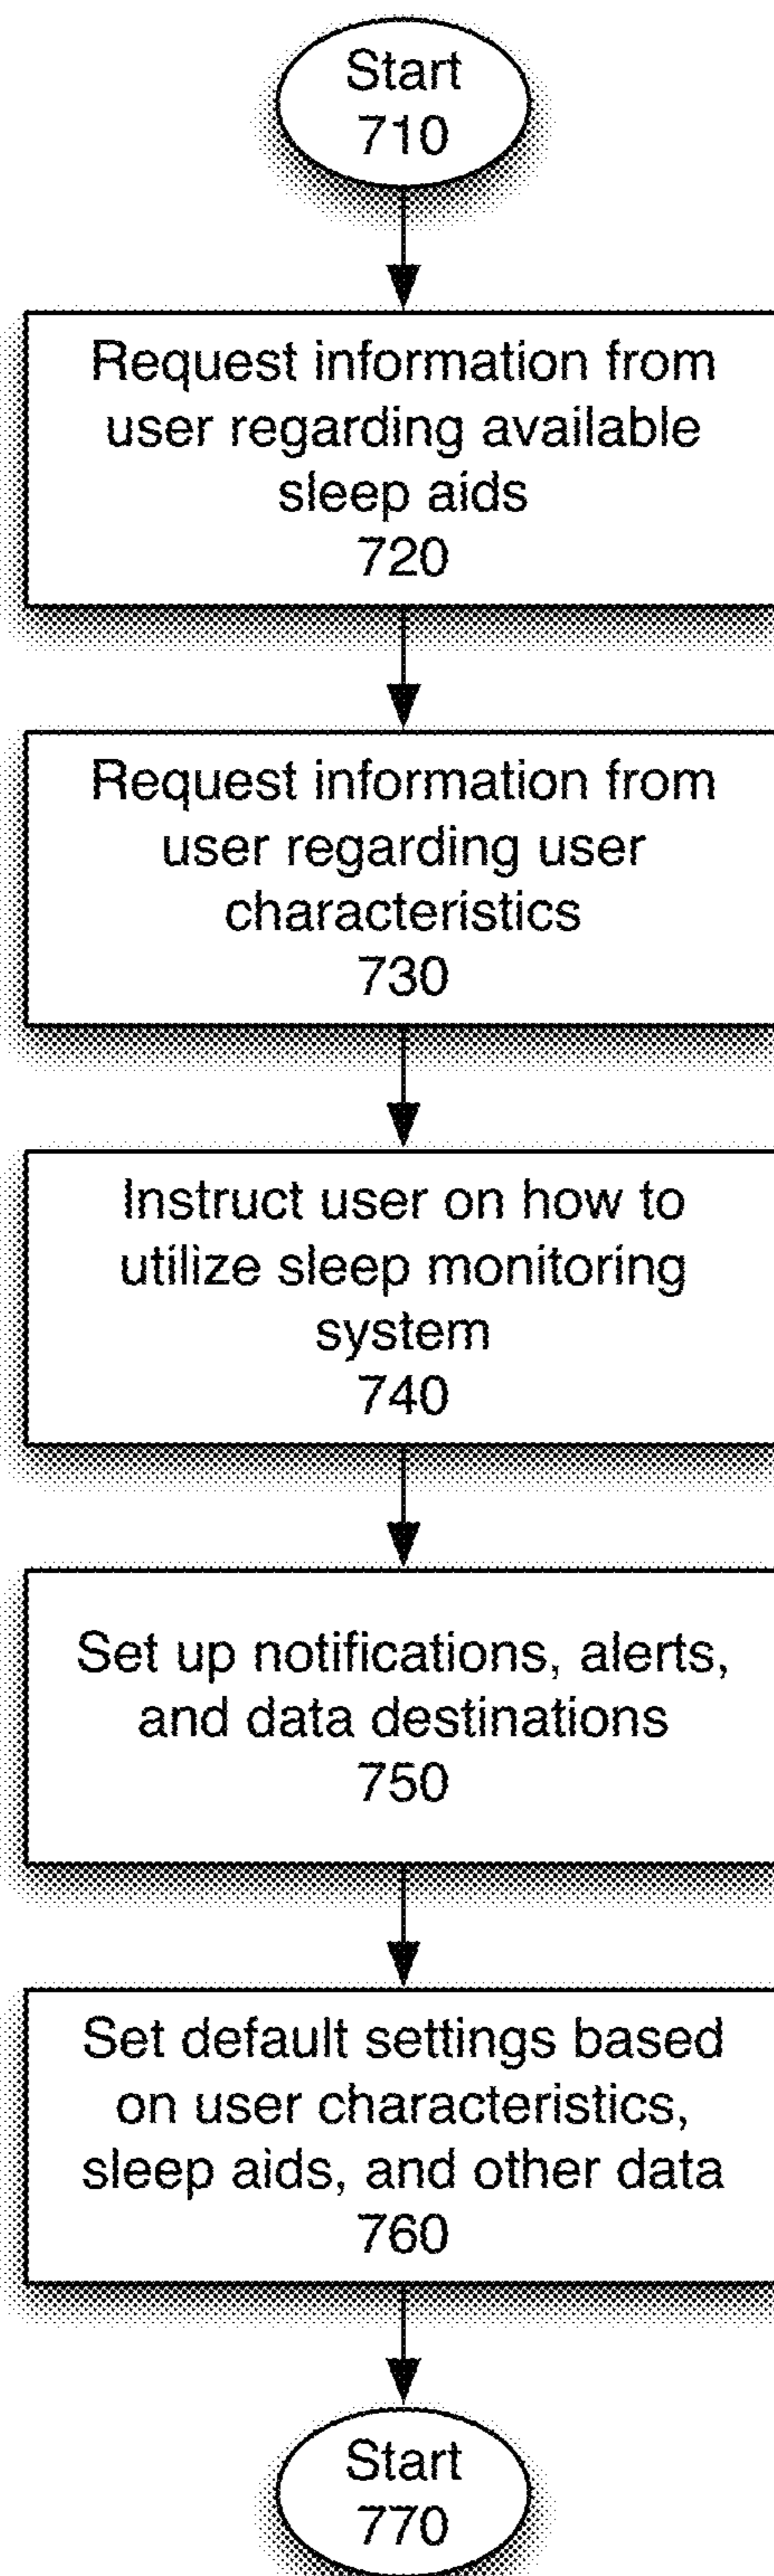 Start
710
Request information from
user regarding available
sleep aids
720
Request information from
user regarding user
characteristics
730
Instruct user on how to
utilize sleep monitoring
system
740
Set up notifications, alerts,
and data destinations
750
Set default settings based
on user characteristics,
sleep aids, and other data
760
Start
770